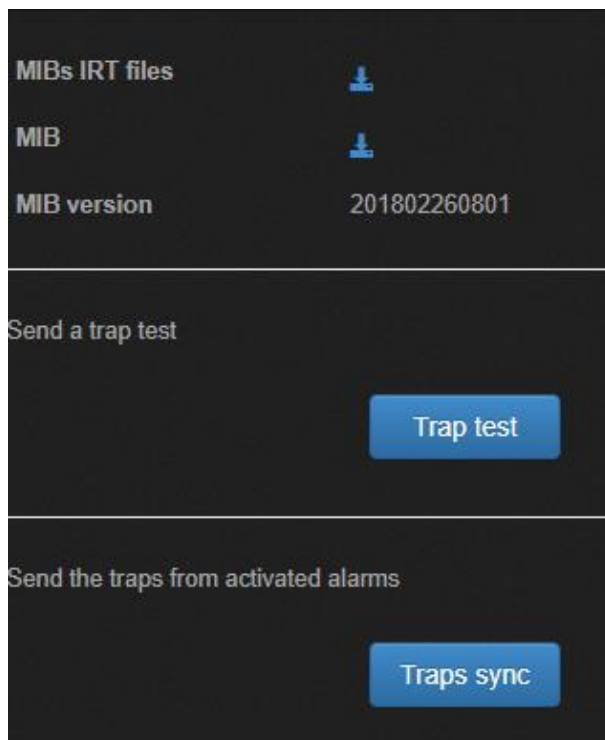 MIBs IRT files
MIB
MIB version 201802260801
Send a trap test
Trap test
Send the traps from activated alarms
Traps sync